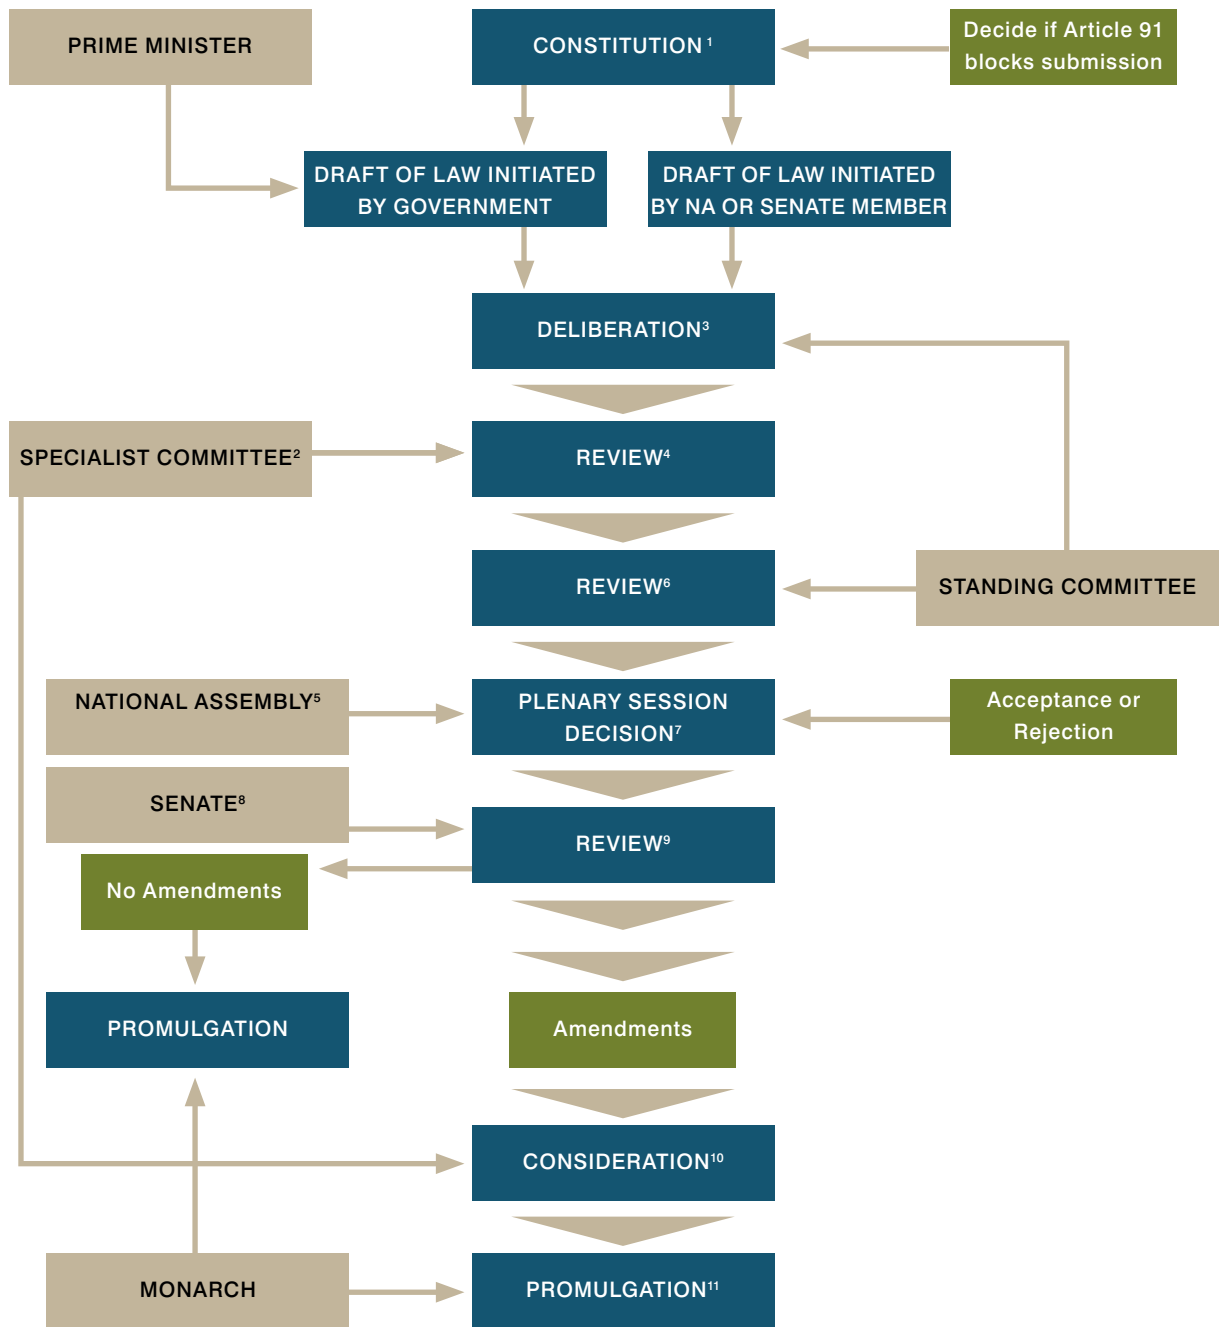 PRIME MINISTER
CONSTITUTION ¹
Decide if Article 91
blocks submission
DRAFT OF LAW INITIATED
BY GOVERNMENT
DRAFT OF LAW INITIATED
BY NA OR SENATE MEMBER
DELIBERATION³
SPECIALIST COMMITTEE²
REVIEW⁴
REVIEW⁶
STANDING COMMITTEE
NATIONAL ASSEMBLY⁵
PLENARY SESSION
DECISION⁷
Acceptance or
Rejection
SENATE⁸
REVIEW⁹
No Amendments
PROMULGATION
Amendments
CONSIDERATION¹⁰
MONARCH
PROMULGATION¹¹